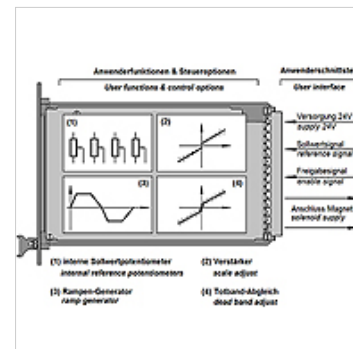 Anwenderfunktionen & Steueroptionen
User functions & control options
Anwenderschnittste
User interface
(1)
(2)
(3)
(4)
Versorgung 24V
supply 24V
Sollwertsignal
reference signal
Freigabesignal
enable signal
Anschluss Magnet
solenoid supply
(1) interne Sollwertpotentiometer
internal reference potentiometers
(2) Verstärker
scale adjust
(3) Rampen-Generator
ramp generator
(4) Totband-Abgleich
dead band adjust